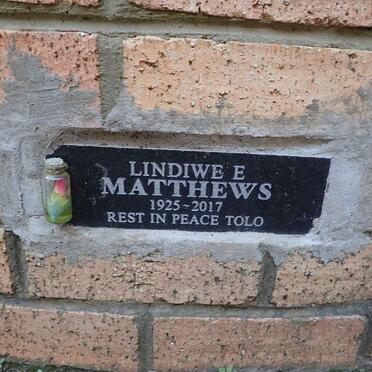 LINDIWE E
MATTHEWS
1925~2017
REST IN PEACE TOLO